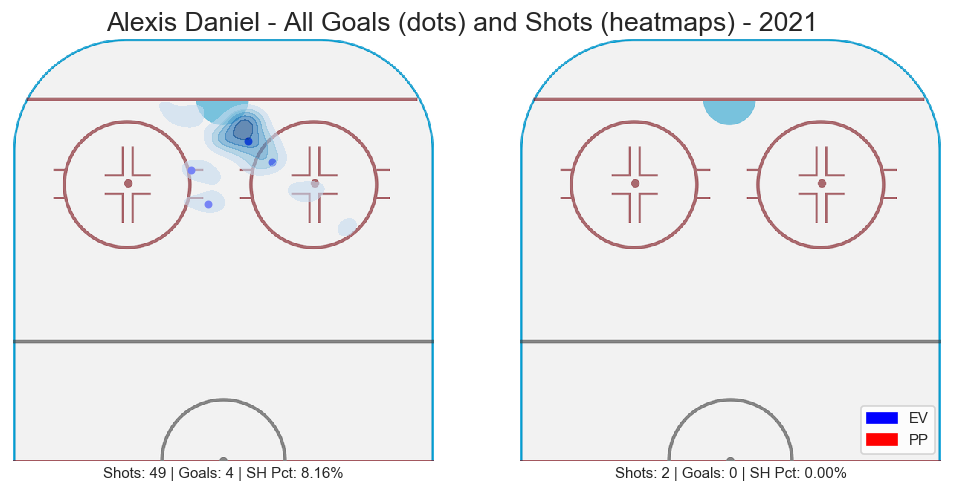 Alexis Daniel - All Goals (dots) and Shots (heatmaps) - 2021
EV
PP
Shots: 49 | Goals: 4 | SH Pct: 8.16%
Shots: 2 | Goals: 0 | SH Pct: 0.00%